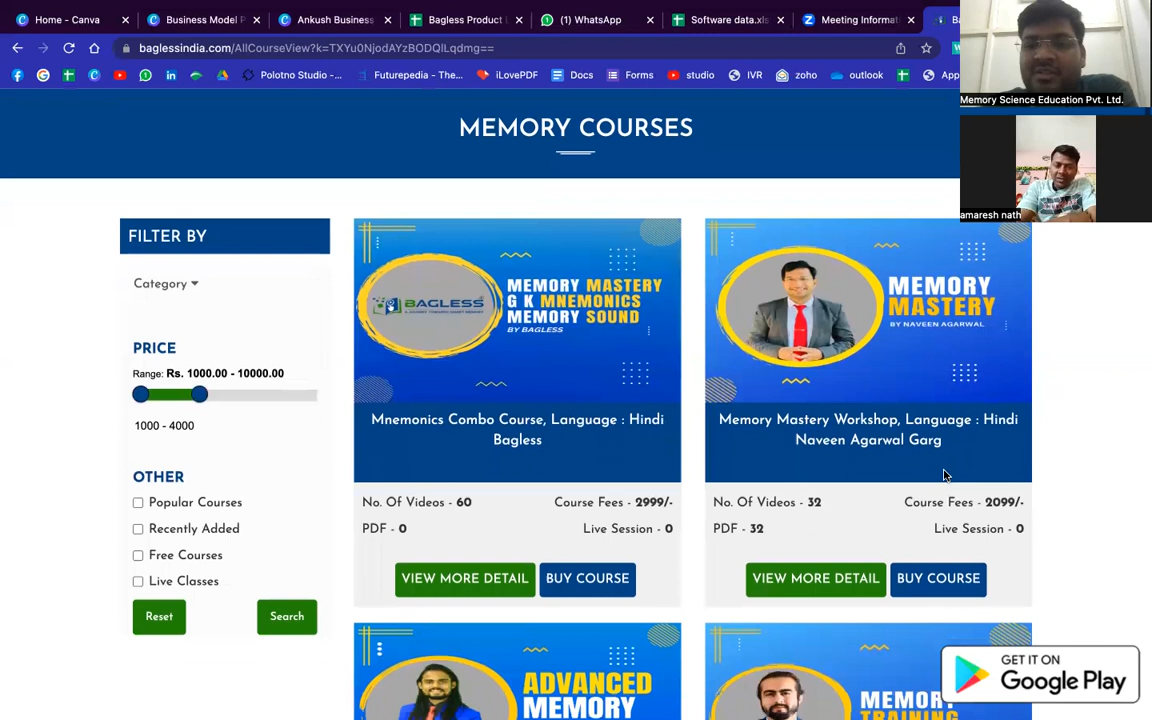 Home - Canva
Business Model P
Ankush Business
Bagless Product L
(1) WhatsApp
Software data.xls
Meeting Informat
Ba
baglessindia.com/AllCourseView?k=TXYu0NjodAYzBODQlLqdmg==
Polotno Studio -...
Futurepedia - The...
iLovePDF
Docs
Forms
studio
IVR
zoho
outlook
App
Memory Science Education Pvt. Ltd.
amaresh nath
MEMORY COURSES
FILTER BY
Category
PRICE
Range: Rs. 1000.00 - 10000.00
1000 - 4000
OTHER
Popular Courses
Recently Added
Free Courses
Live Classes
Reset
Search
BAGLESS
MEMORY MASTERY
G K MNEMONICS
MEMORY SOUND
BY BAGLESS
Mnemonics Combo Course, Language : Hindi
Bagless
No. Of Videos - 60
Course Fees - 2999/-
PDF - 0
Live Session - 0
VIEW MORE DETAIL
BUY COURSE
MEMORY
MASTERY
BY NAVEEN AGARWAL
Memory Mastery Workshop, Language : Hindi
Naveen Agarwal Garg
No. Of Videos - 32
Course Fees - 2099/-
PDF - 32
Live Session - 0
VIEW MORE DETAIL
BUY COURSE
ADVANCED
MEMORY
MEMORY
TRAINING
GET IT ON
Google Play